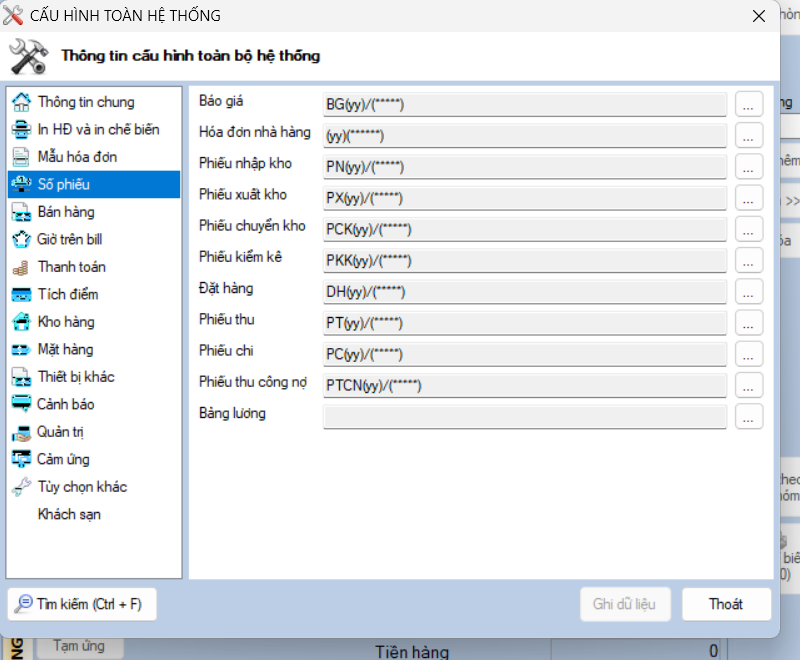 CẤU HÌNH TOÀN HỆ THỐNG
Thông tin cấu hình toàn bộ hệ thống
Thông tin chung
In HĐ và in chế biến
Mẫu hóa đơn
Số phiếu
Bán hàng
Giờ trên bill
Thanh toán
Tích điểm
Kho hàng
Mặt hàng
Thiết bị khác
Cảnh báo
Quản trị
Cảm ứng
Tùy chọn khác
Khách sạn
Báo giá BG(yy)/(*****) ...
Hóa đơn nhà hàng (yy)(******) ...
Phiếu nhập kho PN(yy)/(*****) ...
Phiếu xuất kho PX(yy)/(*****) ...
Phiếu chuyển kho PCK(yy)/(*****) ...
Phiếu kiểm kê PKK(yy)/(*****) ...
Đặt hàng DH(yy)/(*****) ...
Phiếu thu PT(yy)/(*****) ...
Phiếu chi PC(yy)/(*****) ...
Phiếu thu công nợ PTCN(yy)/(*****) ...
Bảng lương ...
Tìm kiếm (Ctrl + F)
Ghi dữ liệu
Thoát
Tạm ứng
Tiền hàng 0
>>